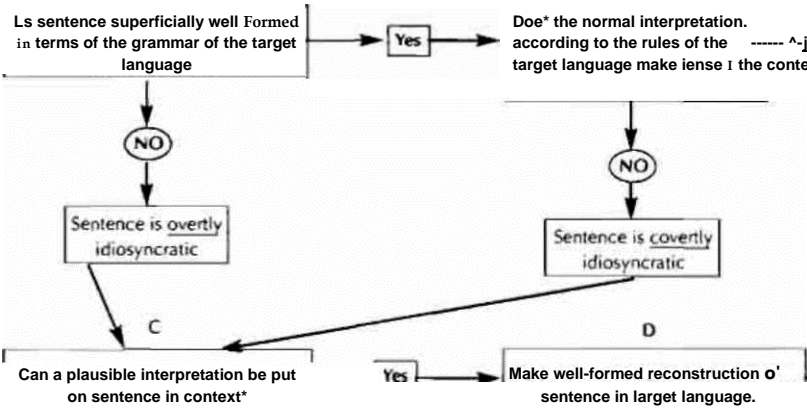 Ls sentence superficially well Formed
in terms of the grammar of the target
language
Yes
Doe* the normal interpretation.
according to the rules of the ------ ^-j
target language make iense I the conte
NO
NO
Sentence is overtly
idiosyncratic
Sentence is covertly
idiosyncratic
C
D
Can a plausible interpretation be put
on sentence in context*
Yes
Make well-formed reconstruction o'
sentence in larget language.